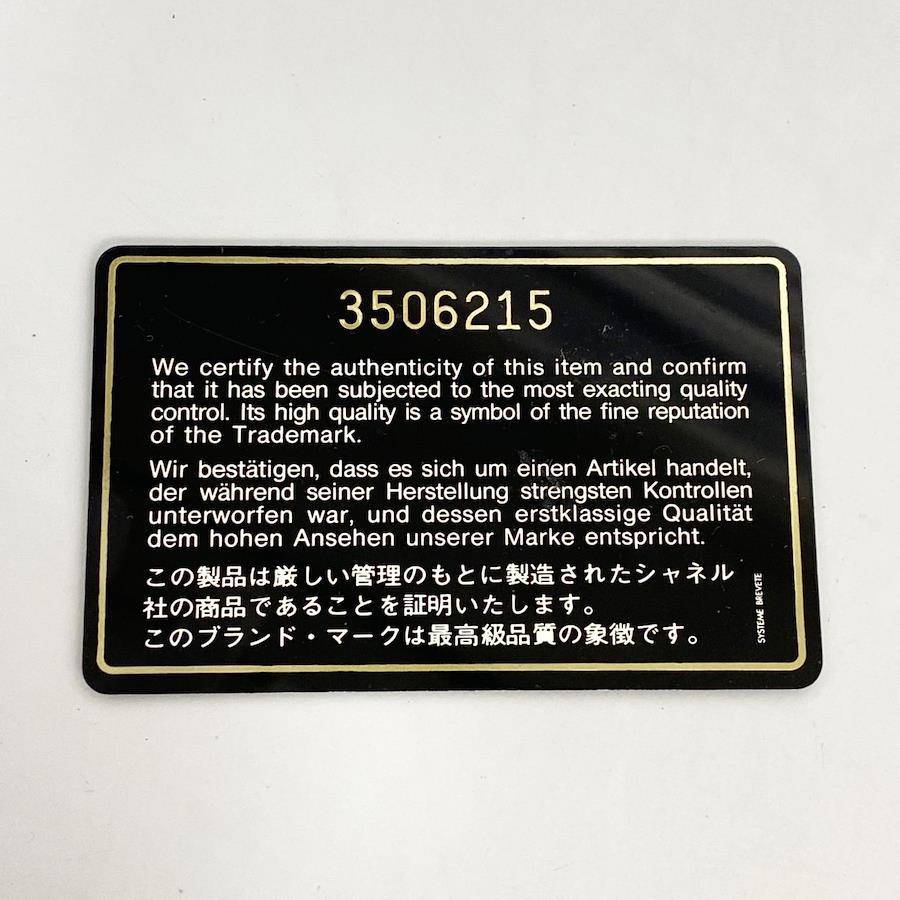 3506215
We certify the authenticity of this item and confirm
that it has been subjected to the most exacting quality
control. Its high quality is a symbol of the fine reputation
of the Trademark.
Wir bestätigen, dass es sich um einen Artikel handelt,
der während seiner Herstellung strengsten Kontrollen
unterworfen war, und dessen erstklassige Qualität
dem hohen Ansehen unserer Marke entspricht.
この製品は厳しい管理のもとに製造されたシャネル
社の商品であることを証明いたします。
このブランド・マークは最高級品質の象徴です。
SYSTEME BREVETE